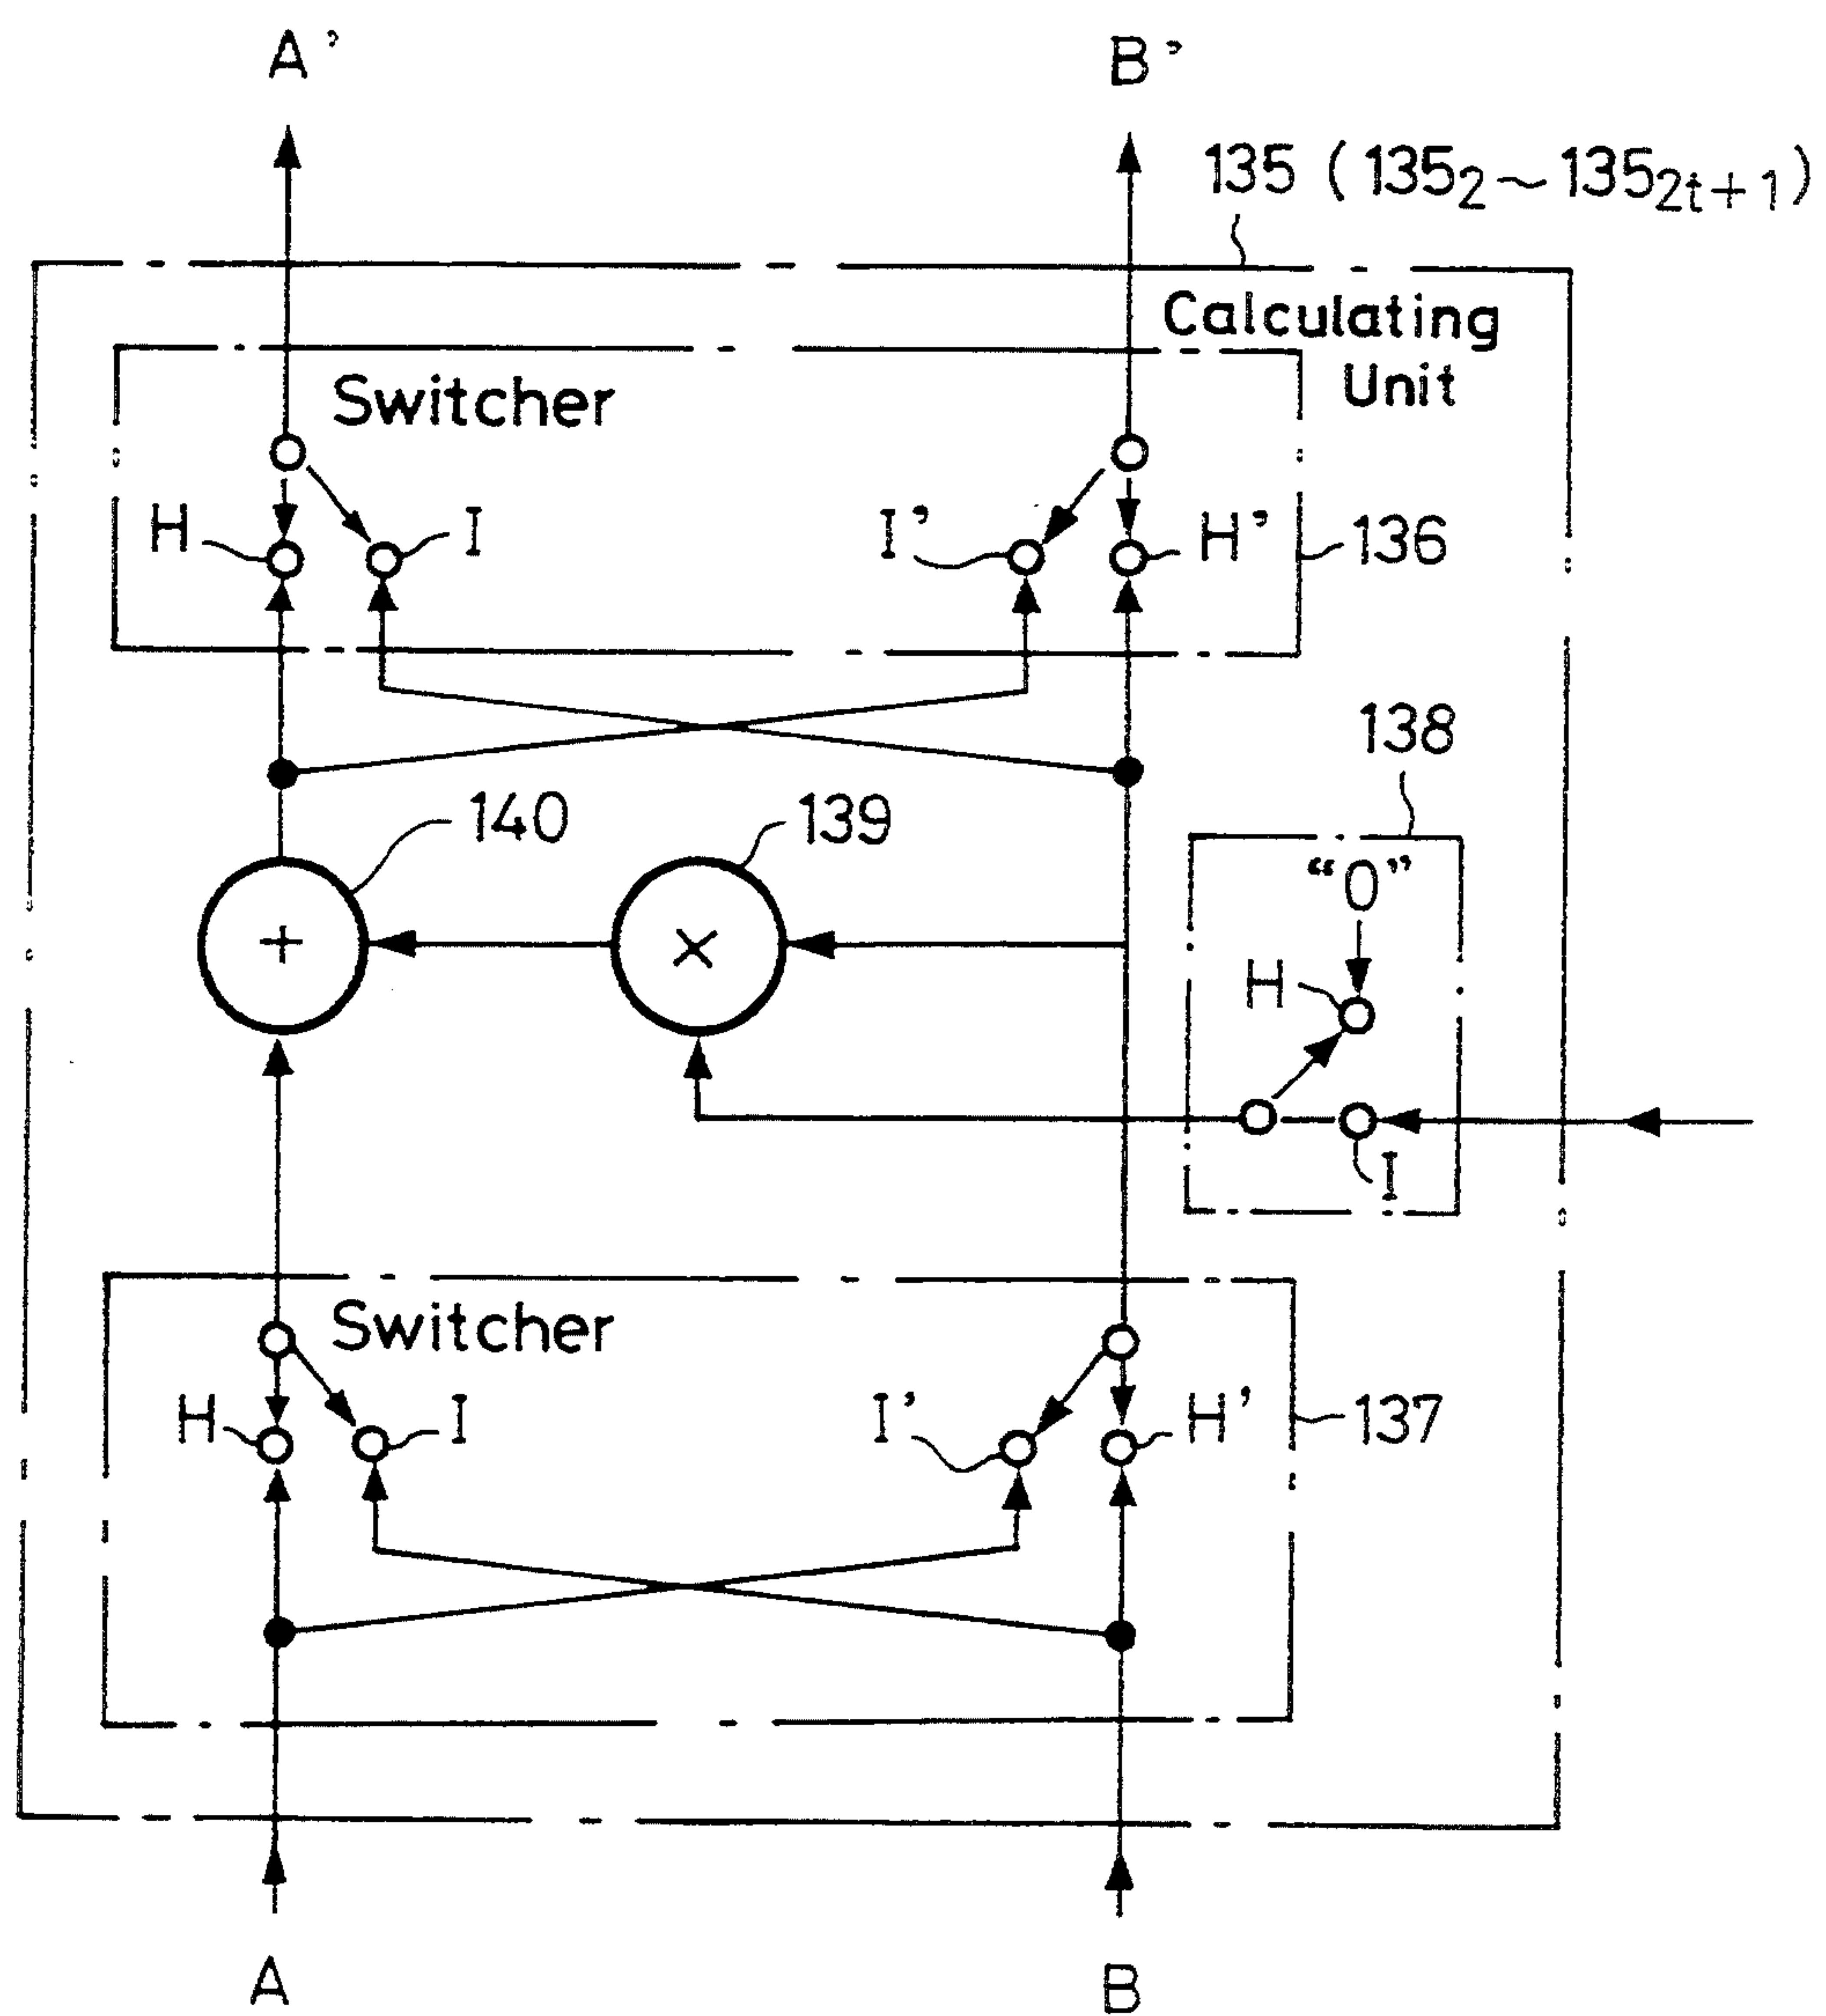 A’ B’
135 (135₂～135₂ₜ₊₁)
Calculating
Unit
Switcher
H I I’ H’ 136
138
140 139 “0”
H
I
Switcher
H I I’ H’ 137
A B